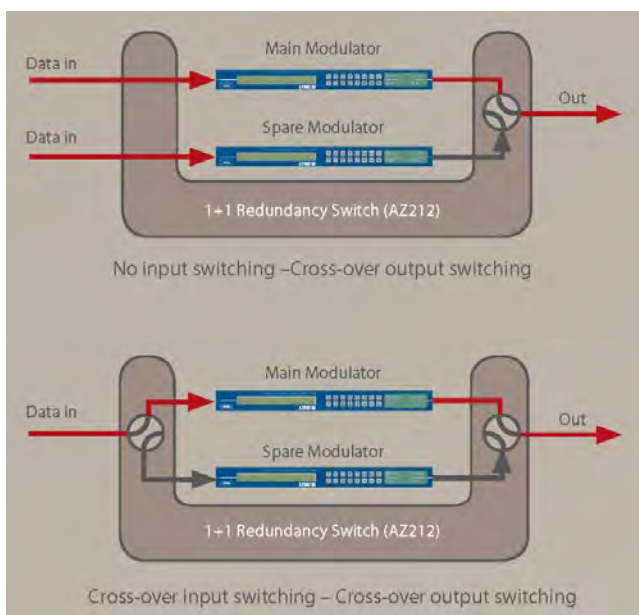 Main Modulator
Data in
Out
Spare Modulator
Data in
1+1 Redundancy Switch (AZ212)
No input switching –Cross-over output switching
Main Modulator
Data in
Out
Spare Modulator
1+1 Redundancy Switch (AZ212)
Cross-over input switching – Cross-over output switching